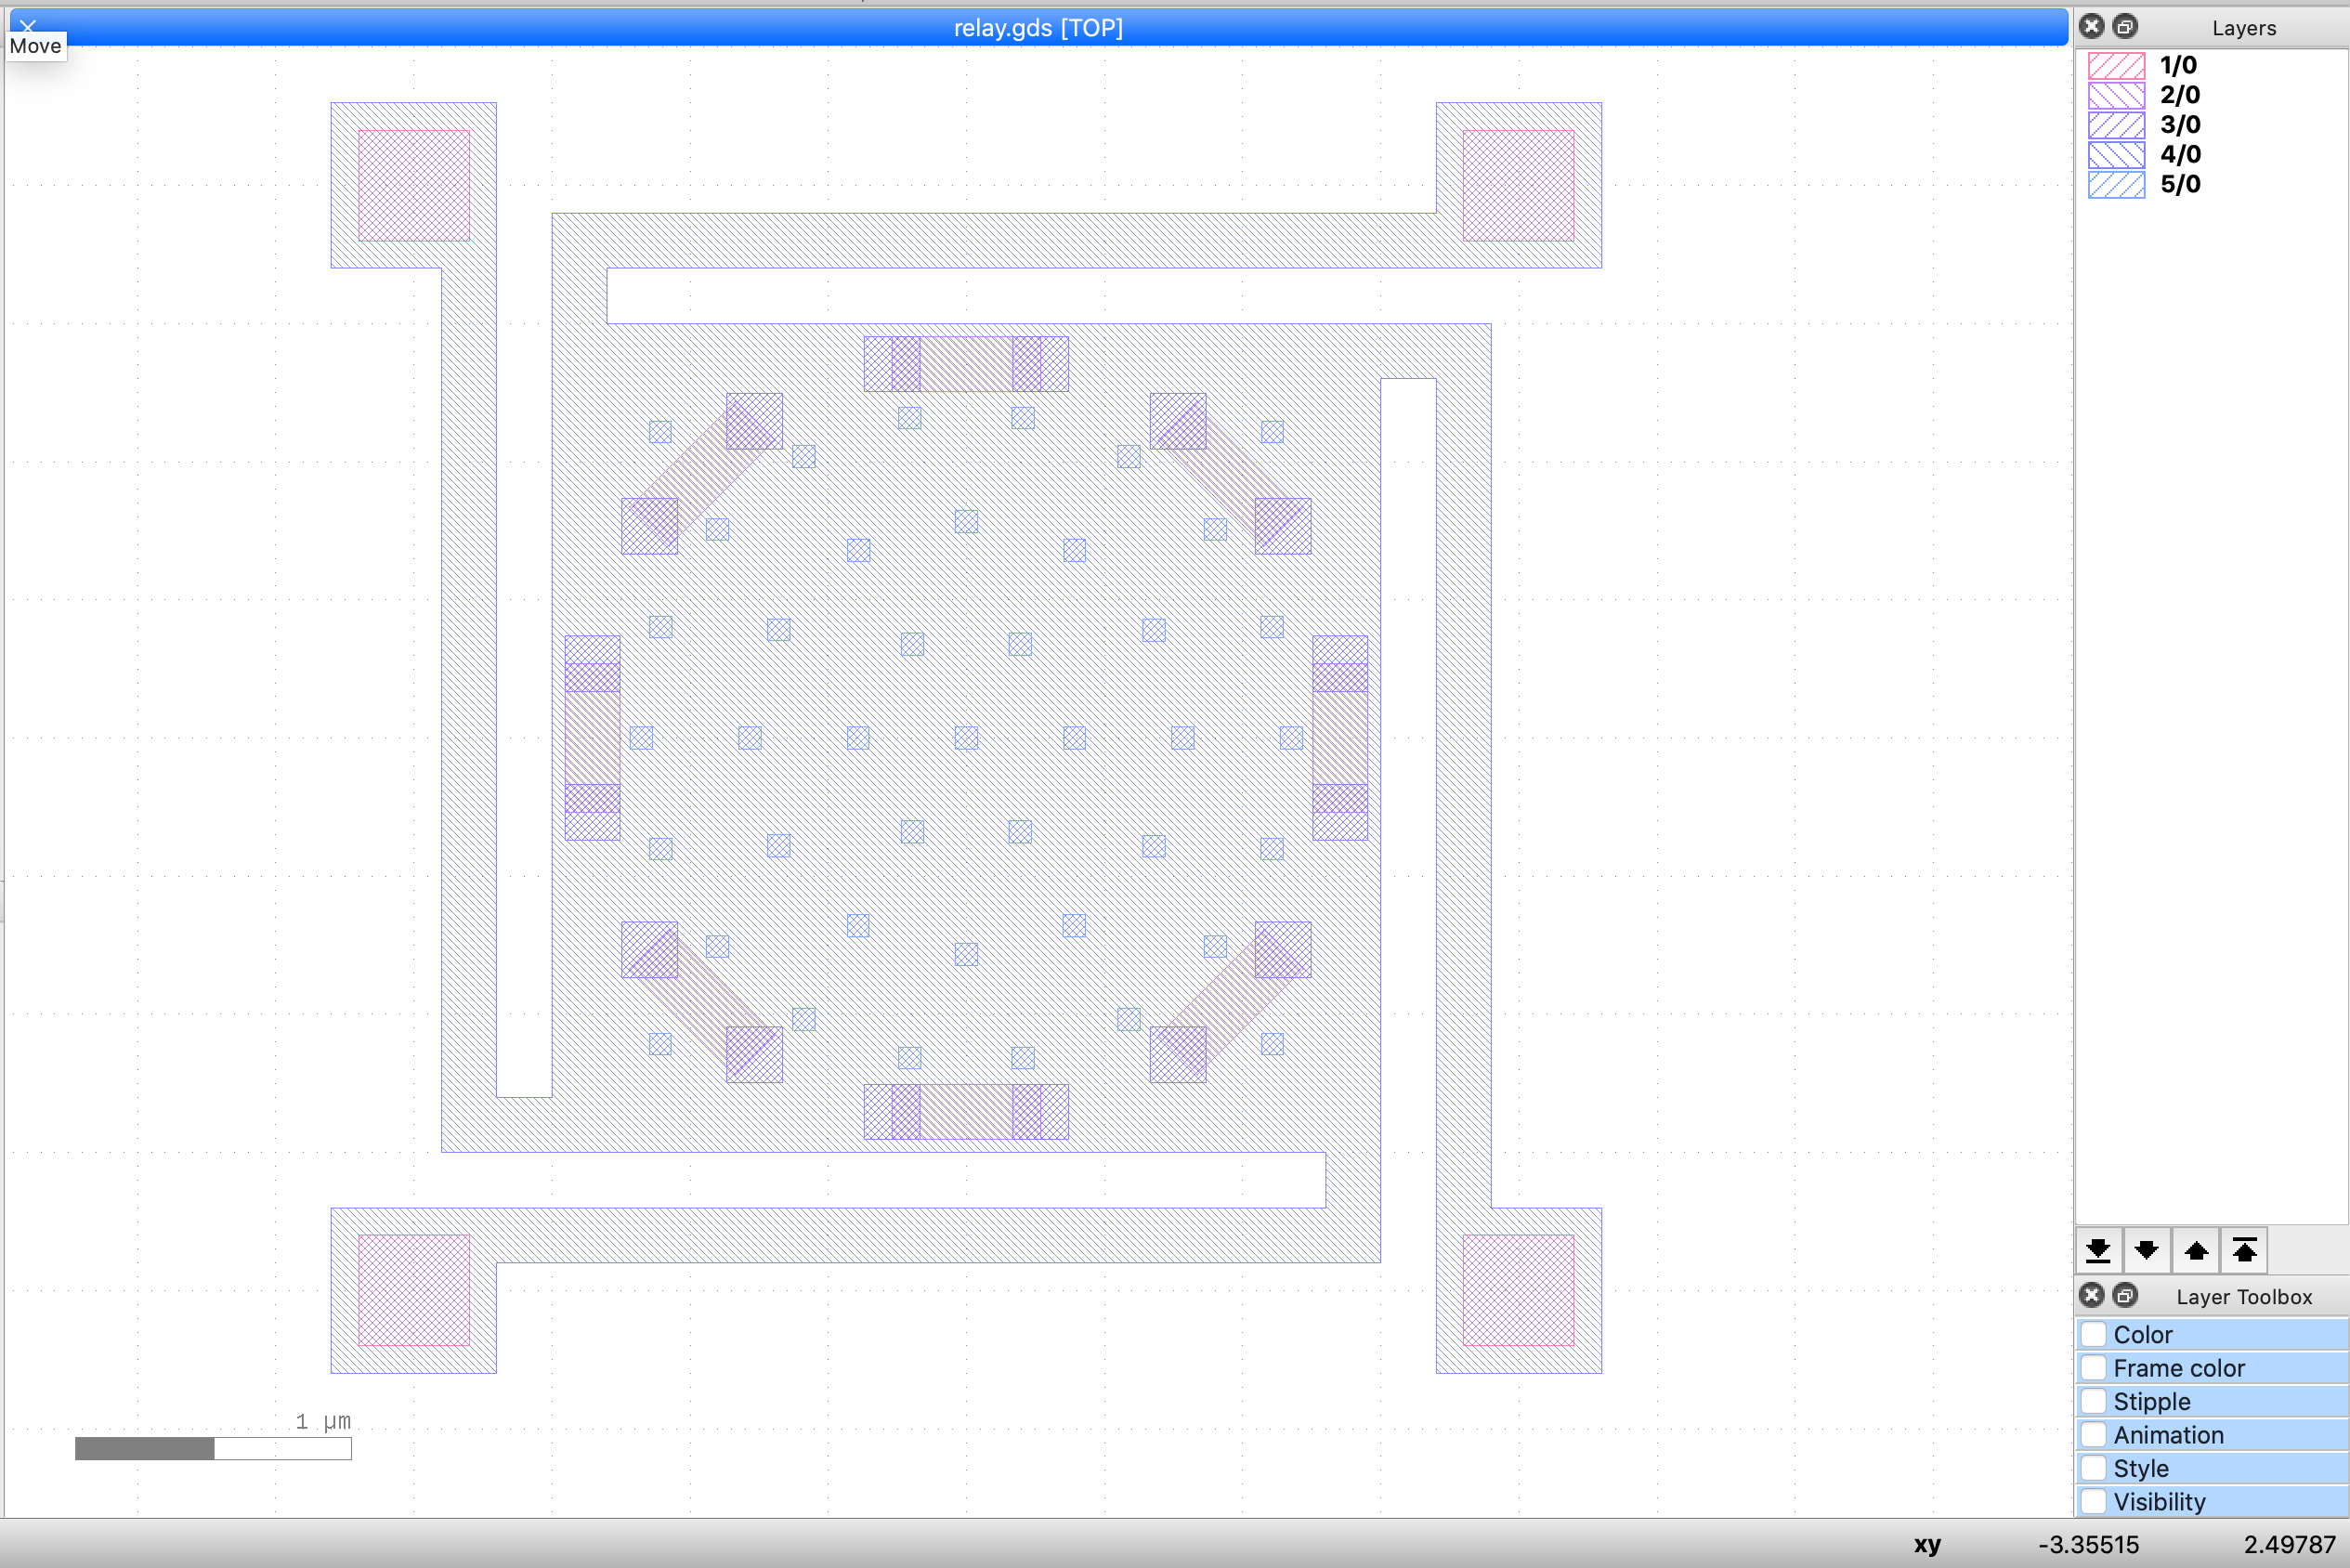 relay.gds [TOP]
Move
Layers
1/0
2/0
3/0
4/0
5/0
1 µm
Layer Toolbox
Color
Frame color
Stipple
Animation
Style
Visibility
xy -3.35515 2.49787